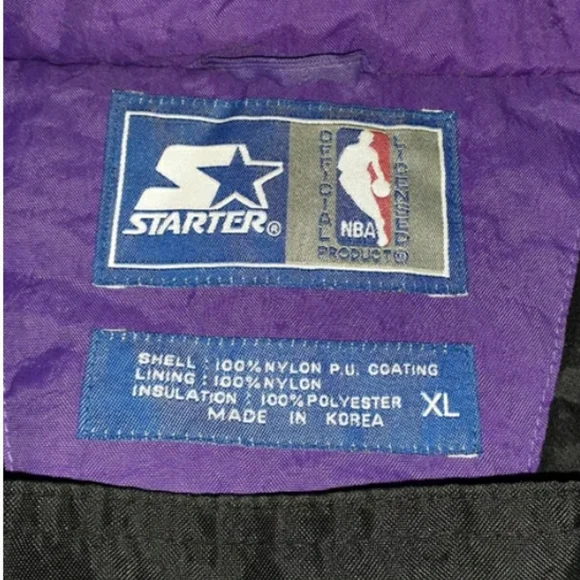 STARTER®
OFFICIAL
LICENSED
NBA
PRODUCT®
SHELL : 100% NYLON P.U. COATING
LINING : 100% NYLON
INSULATION : 100% POLYESTER
MADE IN KOREA
XL